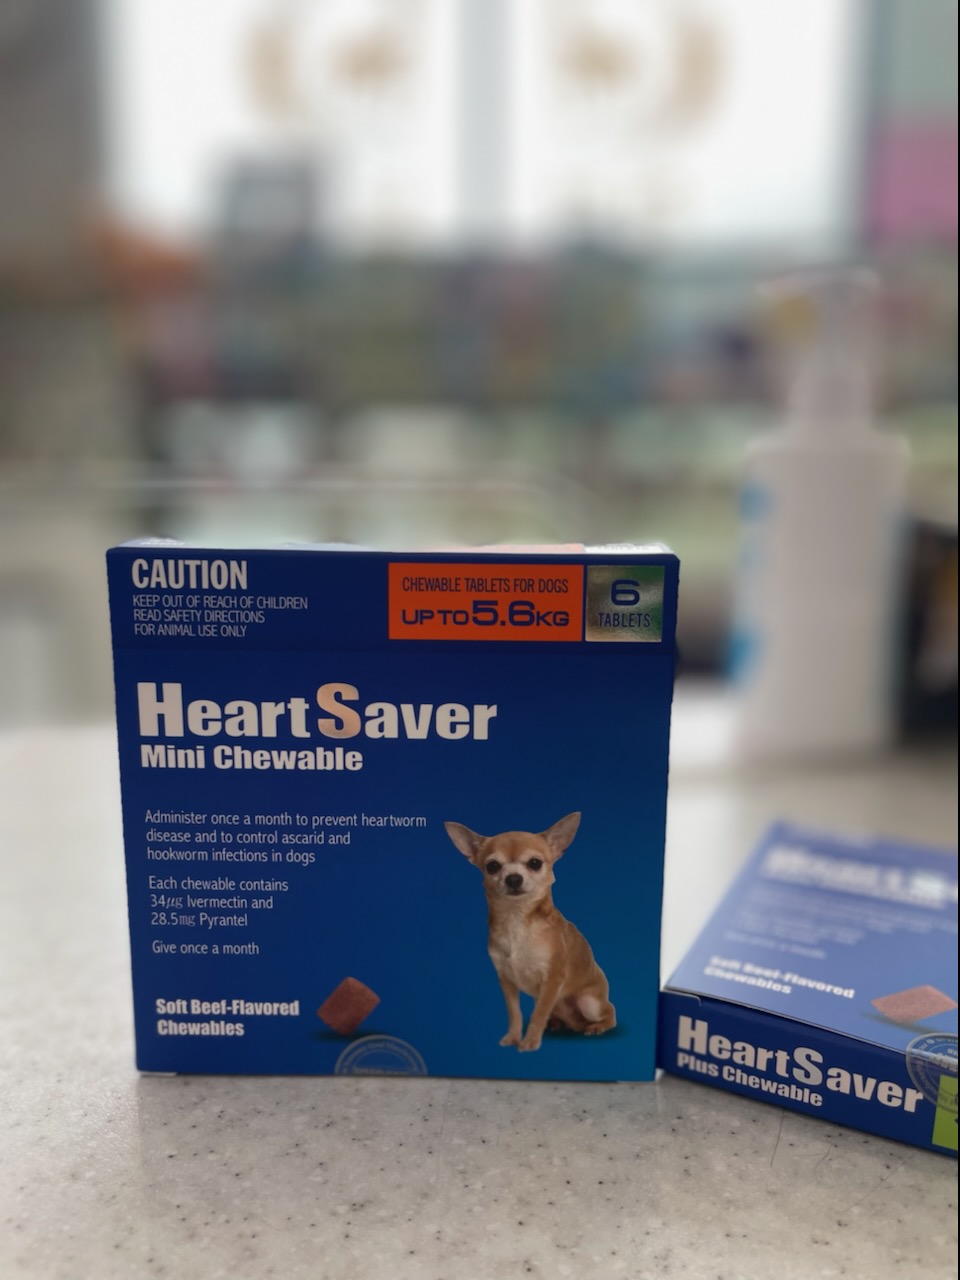 CAUTION
KEEP OUT OF REACH OF CHILDREN
READ SAFETY DIRECTIONS
FOR ANIMAL USE ONLY
CHEWABLE TABLETS FOR DOGS
UP TO 5.6KG
6
TABLETS
HeartSaver
Mini Chewable
Administer once a month to prevent heartworm
disease and to control ascarid and
hookworm infections in dogs
Each chewable contains
34㎍ Ivermectin and
28.5㎎ Pyrantel
Give once a month
Soft Beef-Flavored
Chewables
Soft Beef-Flavored
Chewables
HeartSaver
Plus Chewable